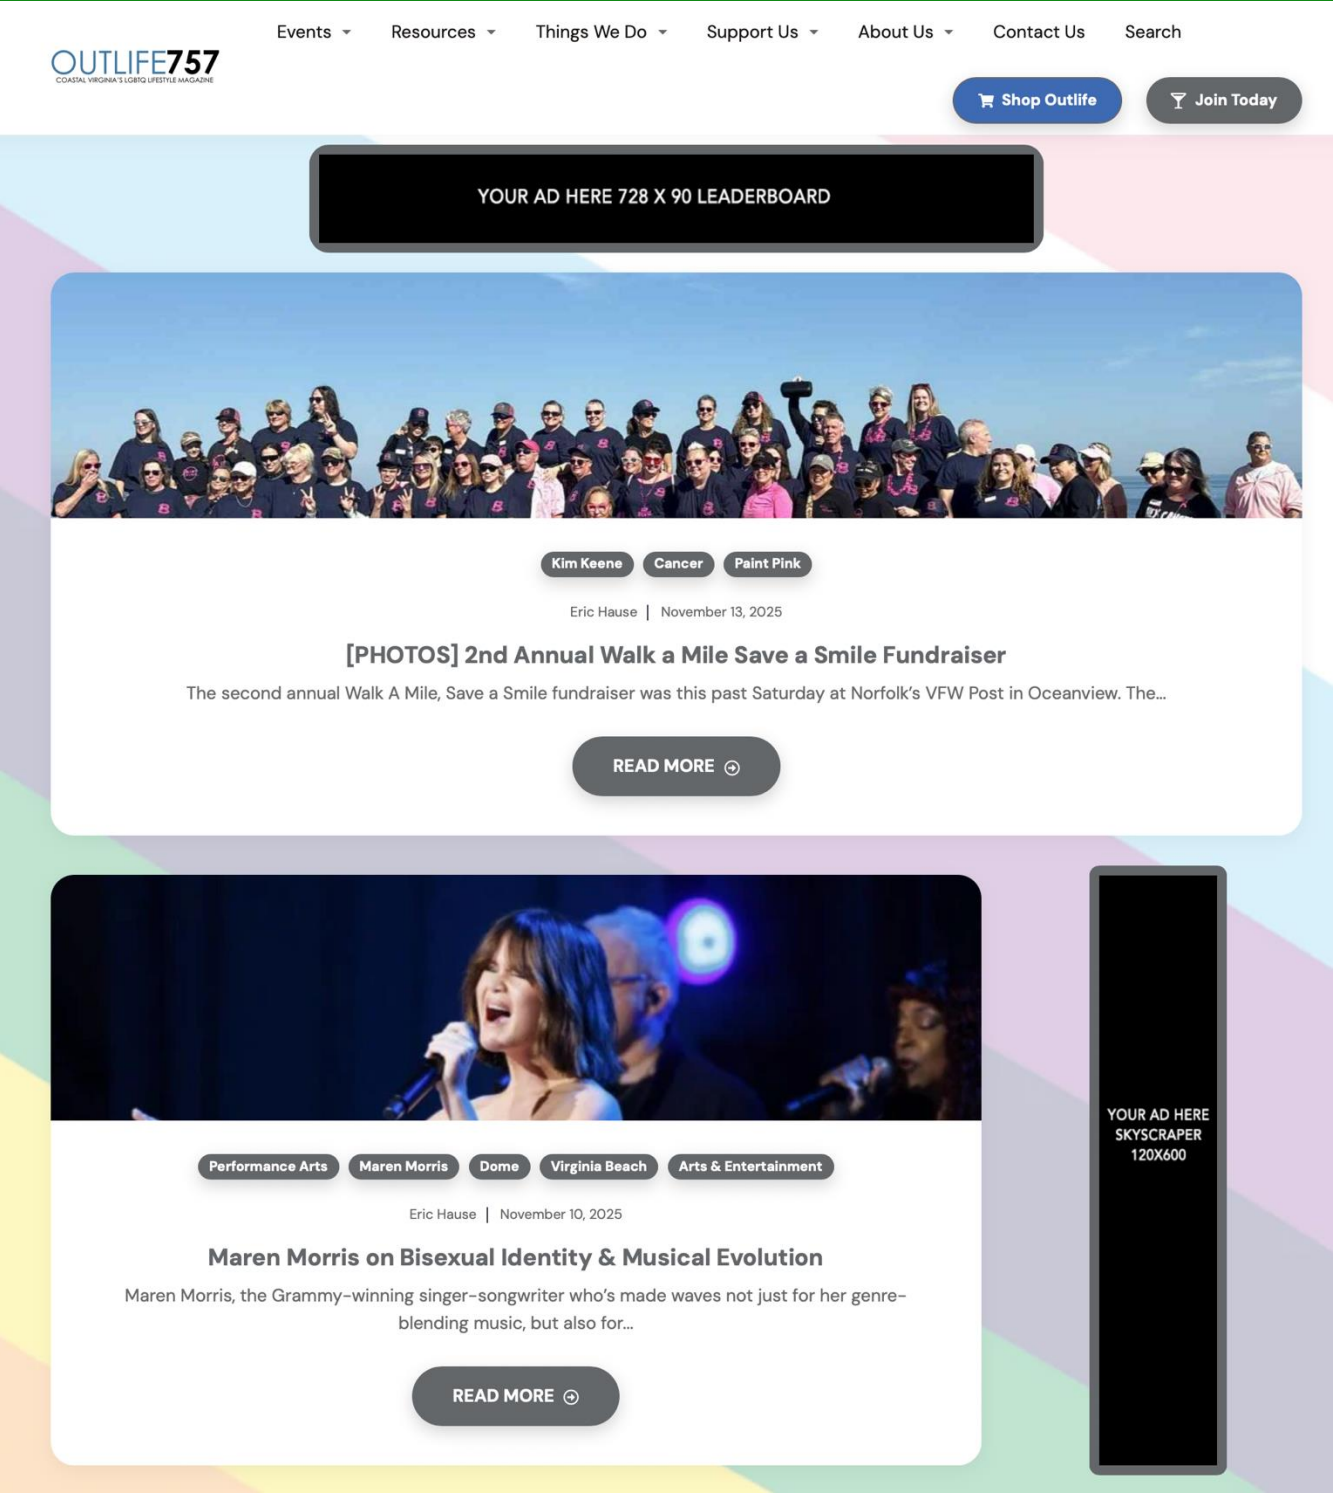 Events
Resources
Things We Do
Support Us
About Us
Contact Us
Search
OUTLIFE757
COASTAL VIRGINIA'S LGBTQ LIFESTYLE MAGAZINE
Shop Outlife
Join Today
YOUR AD HERE 728 X 90 LEADERBOARD
Kim Keene
Cancer
Paint Pink
Eric Hause | November 13, 2025
[PHOTOS] 2nd Annual Walk a Mile Save a Smile Fundraiser
The second annual Walk A Mile, Save a Smile fundraiser was this past Saturday at Norfolk’s VFW Post in Oceanview. The...
READ MORE
Performance Arts
Maren Morris
Dome
Virginia Beach
Arts & Entertainment
Eric Hause | November 10, 2025
Maren Morris on Bisexual Identity & Musical Evolution
Maren Morris, the Grammy-winning singer-songwriter who’s made waves not just for her genre-
blending music, but also for...
READ MORE
YOUR AD HERE
SKYSCRAPER
120X600